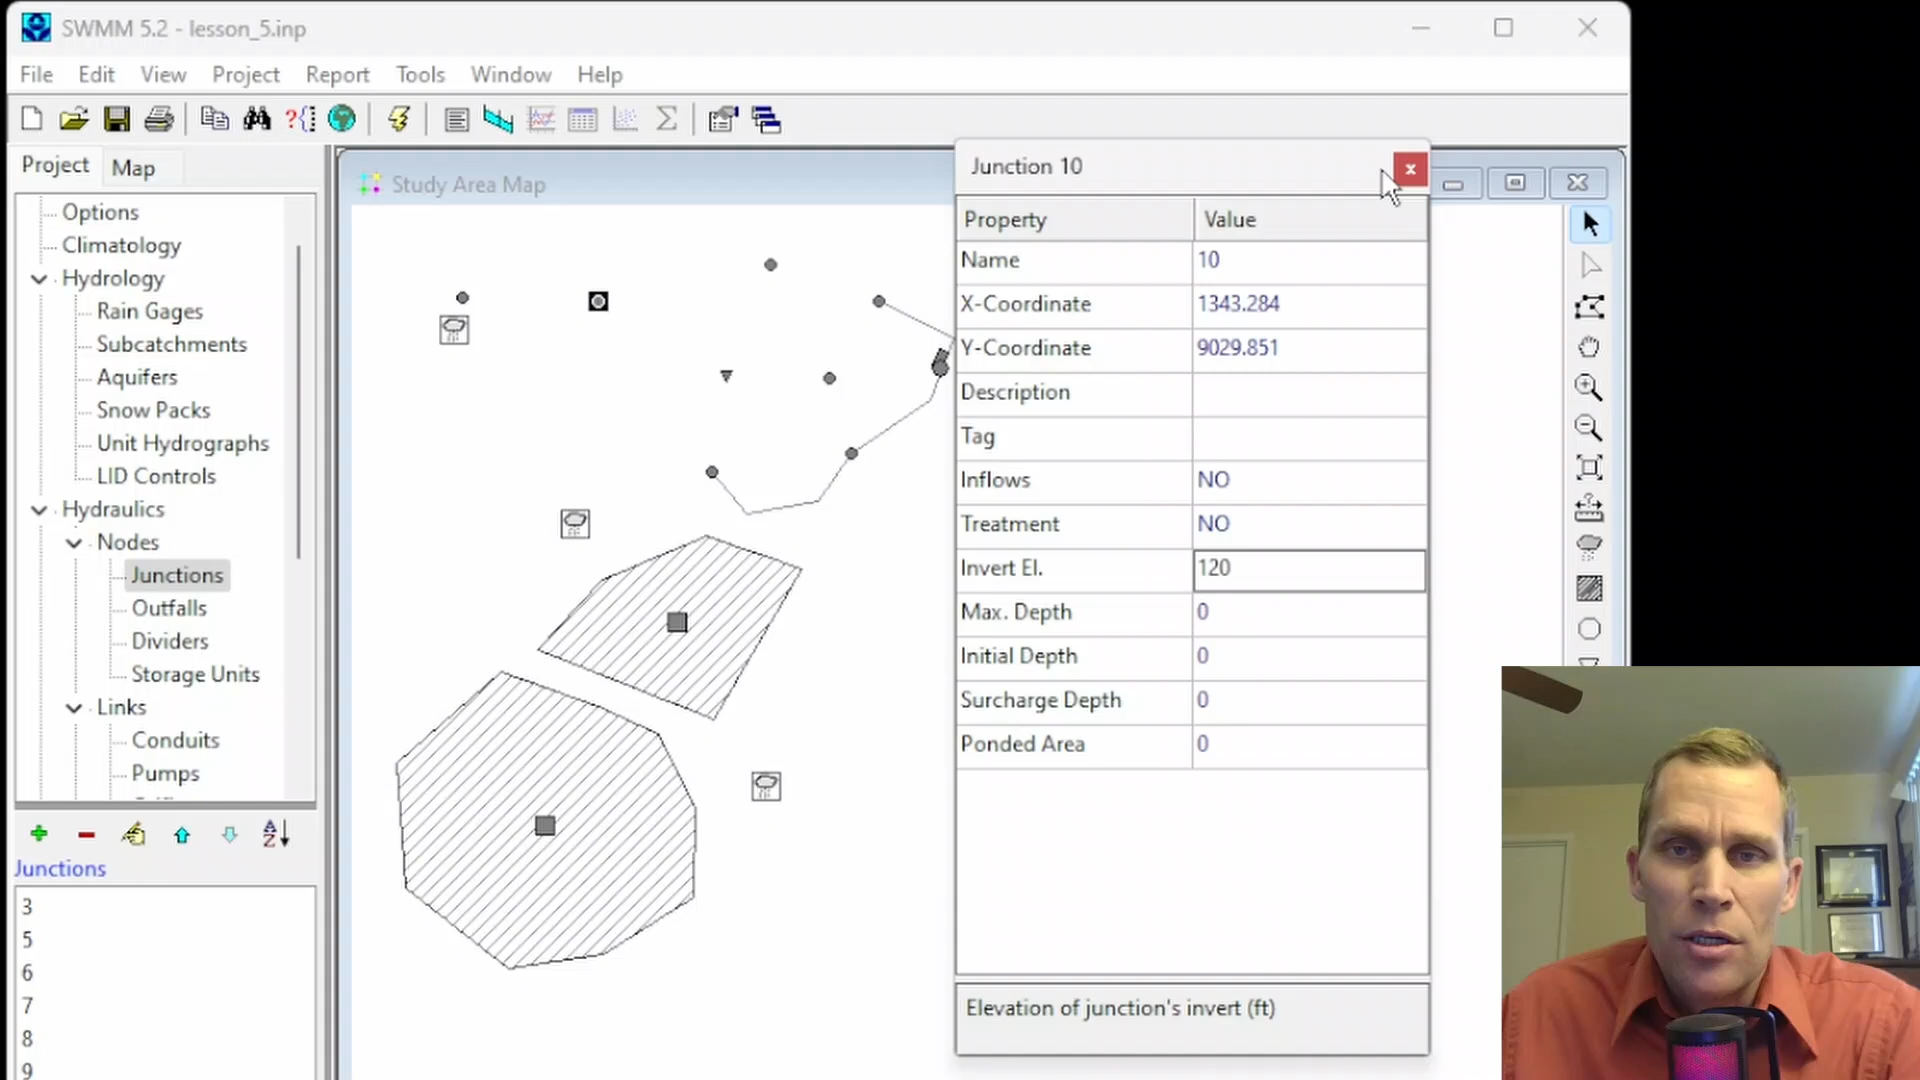 SWMM 5.2 - lesson_5.inp
File Edit View Project Report Tools Window Help
Project Map
Options
Climatology
Hydrology
Rain Gages
Subcatchments
Aquifers
Snow Packs
Unit Hydrographs
LID Controls
Hydraulics
Nodes
Junctions
Outfalls
Dividers
Storage Units
Links
Conduits
Pumps
Junctions
3
5
6
7
8
9
Study Area Map
Junction 10
Property Value
Name 10
X-Coordinate 1343.284
Y-Coordinate 9029.851
Description
Tag
Inflows NO
Treatment NO
Invert El. 120
Max. Depth 0
Initial Depth 0
Surcharge Depth 0
Ponded Area 0
Elevation of junction's invert (ft)